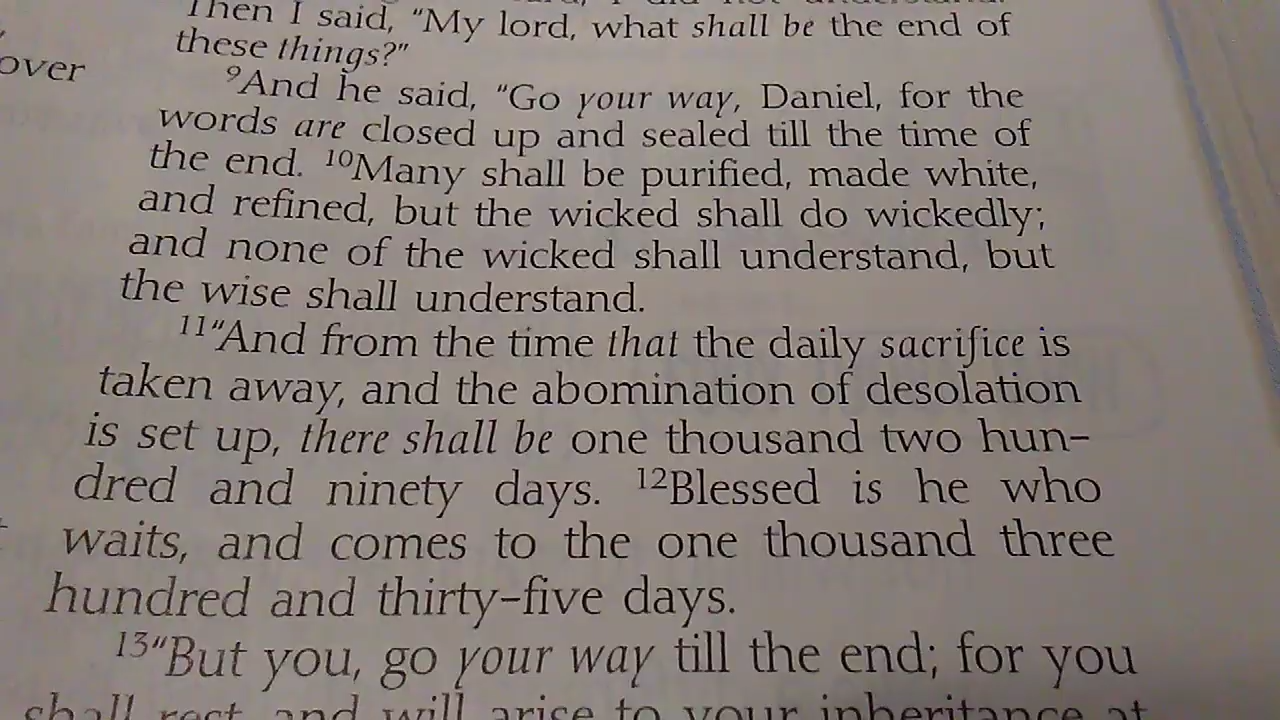 Then I said, “My lord, what shall be the end of
these things?”
over
⁹And he said, “Go your way, Daniel, for the
words are closed up and sealed till the time of
the end. ¹⁰Many shall be purified, made white,
and refined, but the wicked shall do wickedly;
and none of the wicked shall understand, but
the wise shall understand.
¹¹“And from the time that the daily sacrifice is
taken away, and the abomination of desolation
is set up, there shall be one thousand two hun-
dred and ninety days. ¹²Blessed is he who
waits, and comes to the one thousand three
hundred and thirty-five days.
¹³“But you, go your way till the end; for you
shall rest, and will arise to your inheritance at